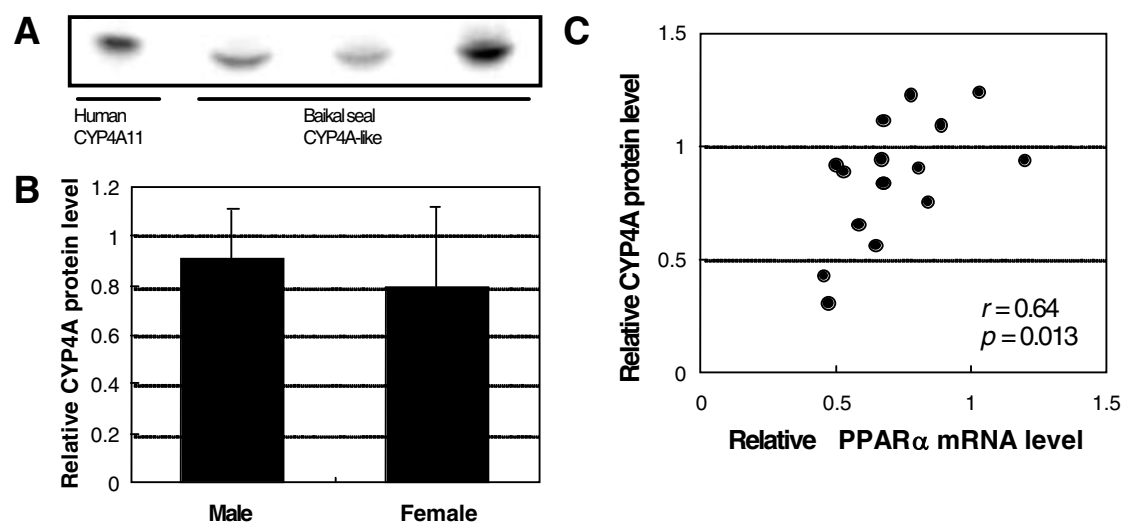 A
Human
CYP4A11
Baikal seal
CYP4A-like
B
Relative CYP4A protein level
1.2
1
0.8
0.6
0.4
0.2
0
Male
Female
C
Relative CYP4A protein level
1.5
1
0.5
0
r = 0.64
p = 0.013
0
0.5
1
1.5
Relative PPARα mRNA level